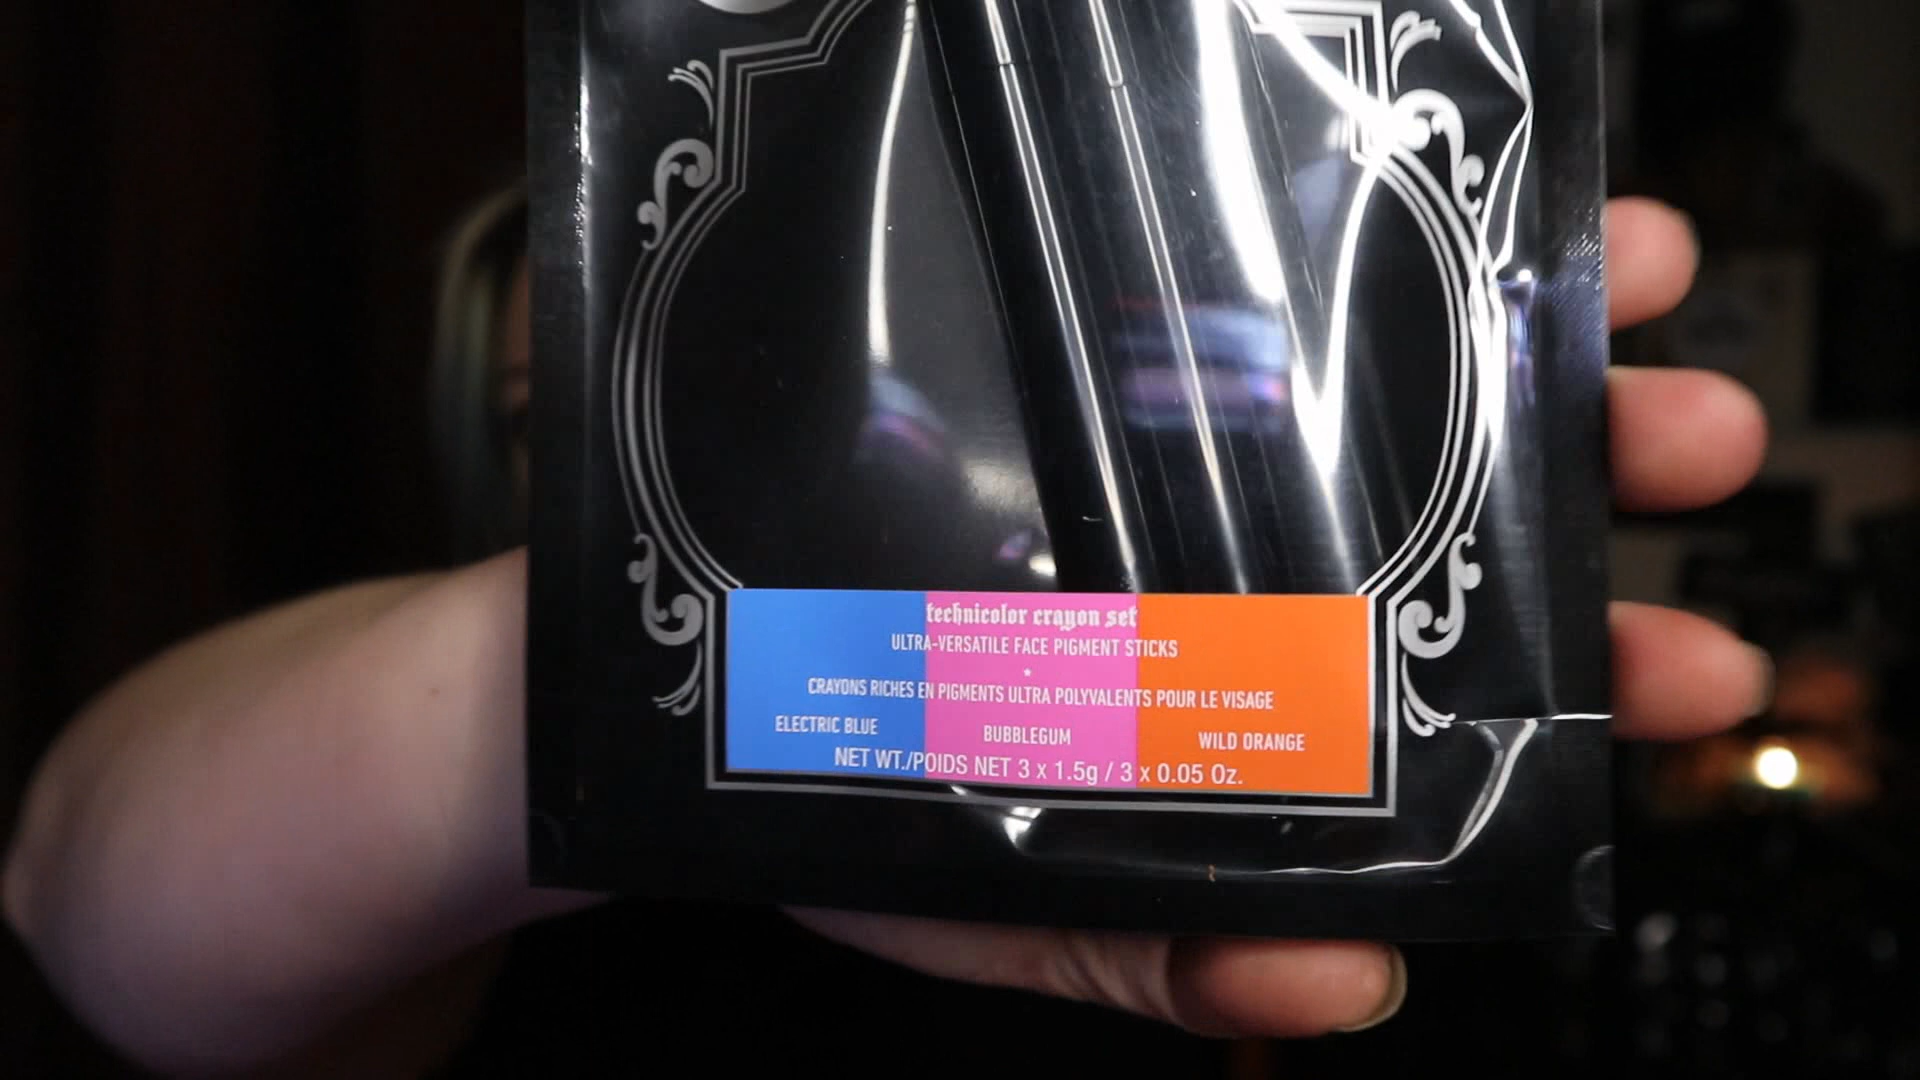 technicolor crayon set
ULTRA-VERSATILE FACE PIGMENT STICKS
CRAYONS RICHES EN PIGMENTS ULTRA POLYVALENTS POUR LE VISAGE
ELECTRIC BLUE BUBBLEGUM WILD ORANGE
NET WT./POIDS NET 3 x 1.5g / 3 x 0.05 Oz.